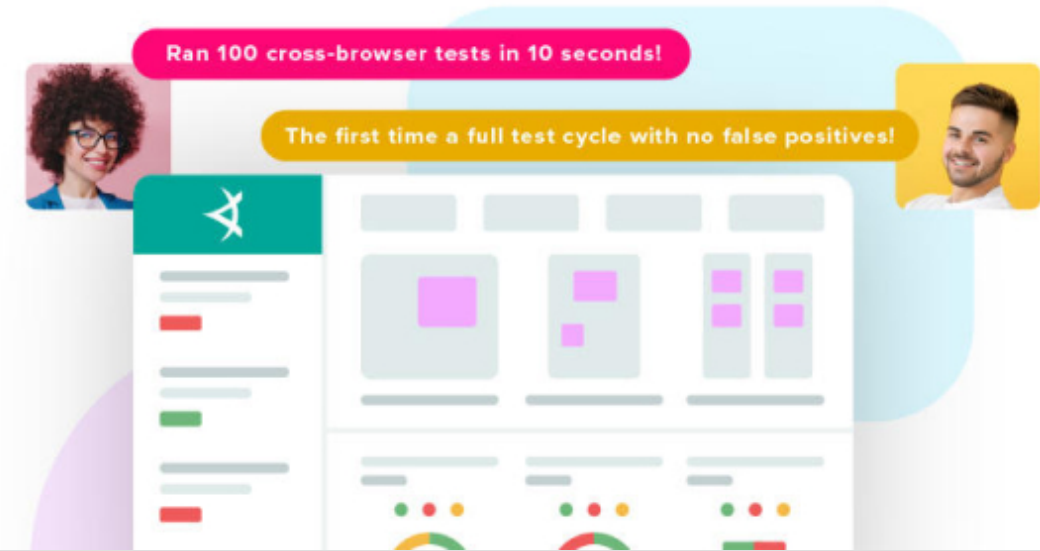 Ran 100 cross-browser tests in 10 seconds!
The first time a full test cycle with no false positives!